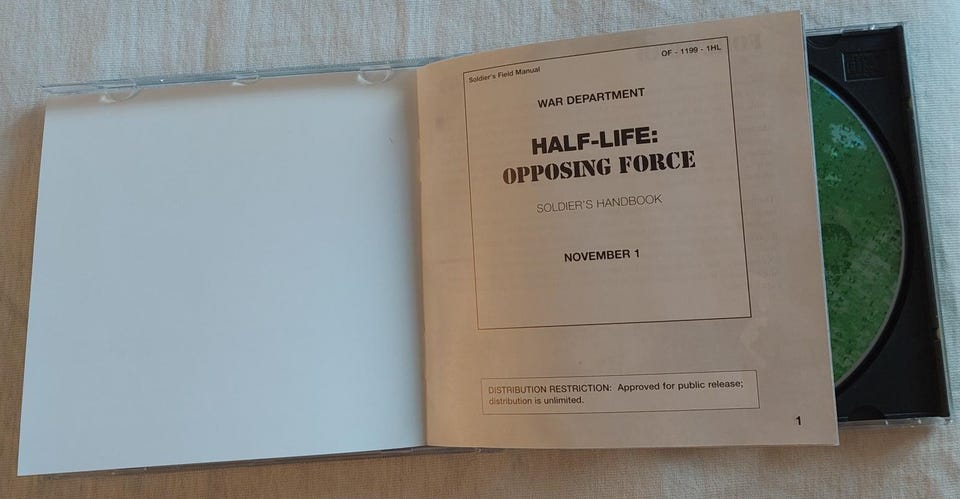 OF - 1199 - 1HL
Soldier's Field Manual
WAR DEPARTMENT
HALF-LIFE:
OPPOSING FORCE
SOLDIER'S HANDBOOK
NOVEMBER 1
DISTRIBUTION RESTRICTION: Approved for public release;
distribution is unlimited.
1